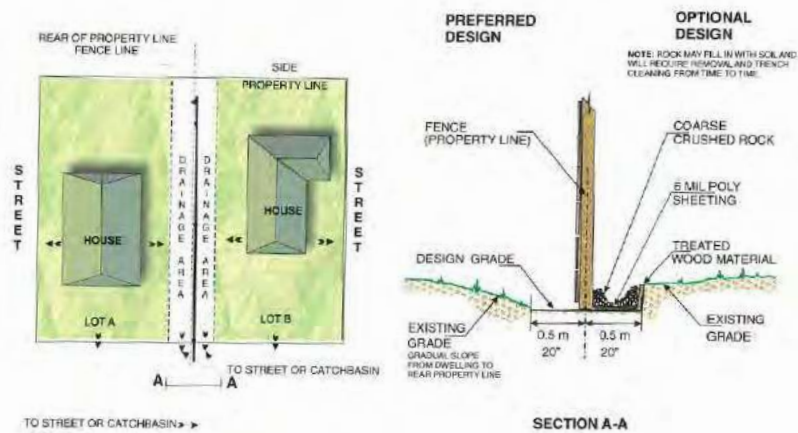 REAR OF PROPERTY LINE
FENCE LINE
SIDE
PROPERTY LINE
STREET
HOUSE
DRAINAGE AREA
DRAINAGE AREA
HOUSE
STREET
LOT A
LOT B
TO STREET OR CATCHBASIN
A A
TO STREET OR CATCHBASIN
PREFERRED
DESIGN
OPTIONAL
DESIGN
NOTE: ROCK MAY FILL IN WITH SOIL AND
WILL REQUIRE REMOVAL AND TRENCH
CLEANING FROM TIME TO TIME.
FENCE
(PROPERTY LINE)
COARSE
CRUSHED ROCK
6 MIL POLY
SHEETING
DESIGN GRADE
TREATED
WOOD MATERIAL
EXISTING
GRADE
GRADUAL SLOPE
FROM DWELLING TO
REAR PROPERTY LINE
0.5 m
20"
0.5 m
20"
EXISTING
GRADE
SECTION A-A